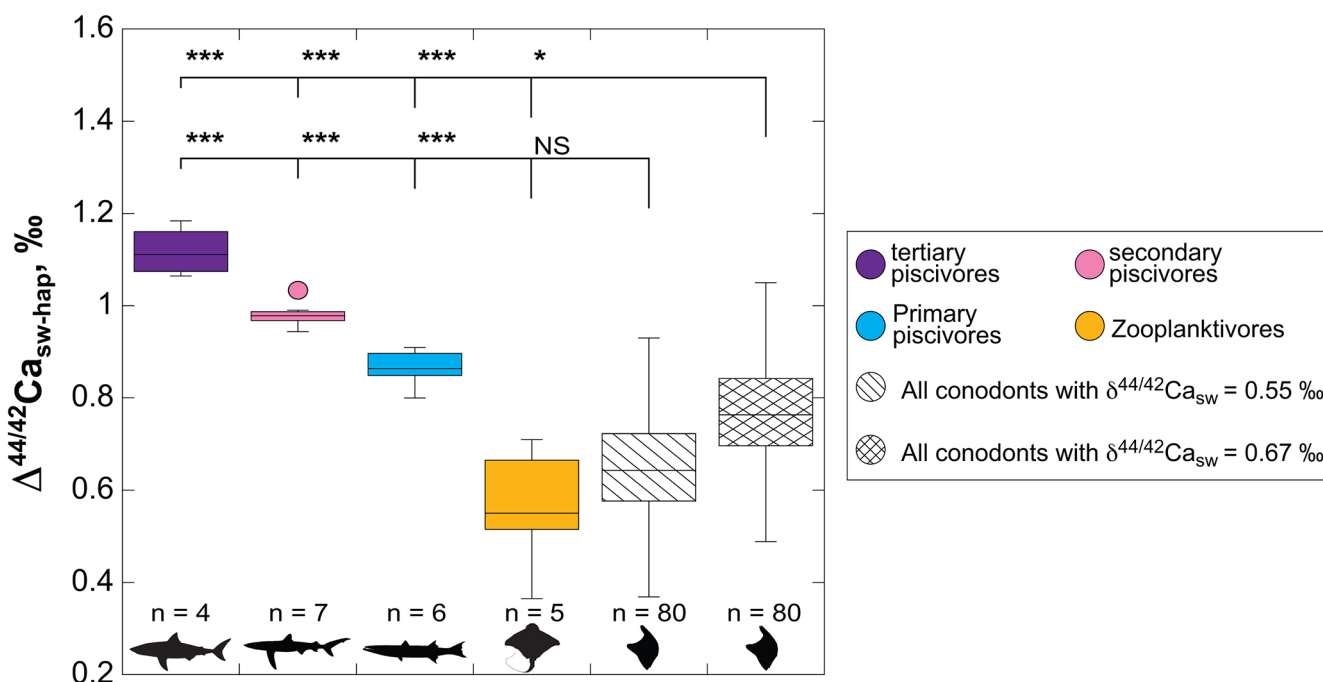 1.6
1.4
1.2
1
0.8
0.6
0.4
0.2
Δ44/42Casw-hap, ‰
*** *** *** *
*** *** *** NS
n = 4 n = 7 n = 6 n = 5 n = 80 n = 80
tertiary
piscivores
secondary
piscivores
Primary
piscivores
Zooplanktivores
All conodonts with δ44/42Casw = 0.55 ‰
All conodonts with δ44/42Casw = 0.67 ‰